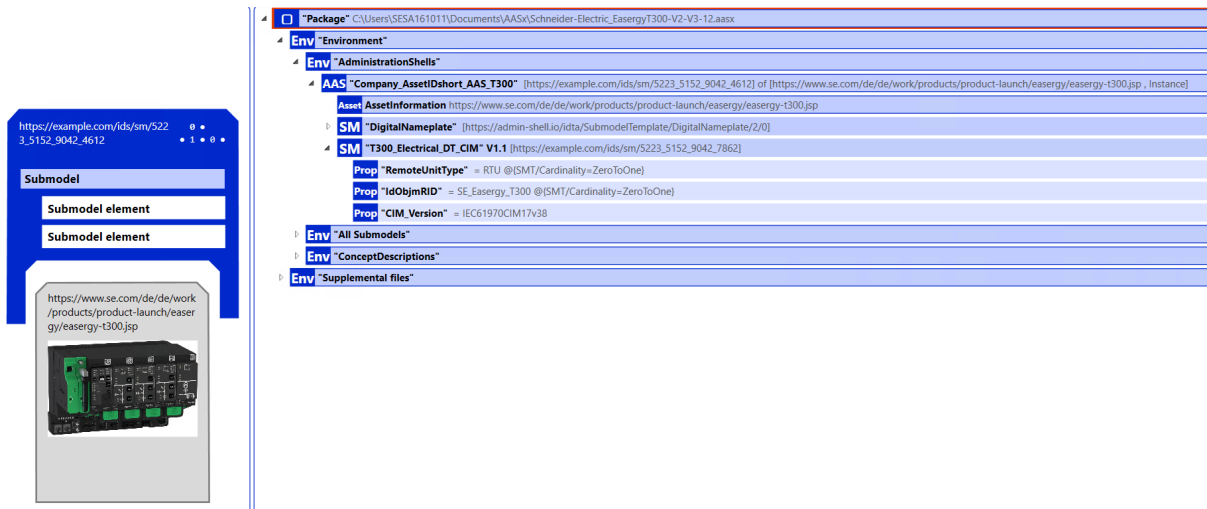 https://example.com/ids/sm/522
3_5152_9042_4612
0
1 0
Submodel
Submodel element
Submodel element
https://www.se.com/de/de/work
/products/product-launch/easer
gy/easergy-t300.jsp
"Package" C:\Users\SESA161011\Documents\AASx\Schneider-Electric_EasergyT300-V2-V3-12.aasx
Env "Environment"
Env "AdministrationShells"
AAS "Company_AssetIDshort_AAS_T300" [https://example.com/ids/sm/5223_5152_9042_4612] of [https://www.se.com/de/de/work/products/product-launch/easergy/easergy-t300.jsp , Instance]
Asset AssetInformation https://www.se.com/de/de/work/products/product-launch/easergy/easergy-t300.jsp
SM "DigitalNameplate" [https://admin-shell.io/idta/SubmodelTemplate/DigitalNameplate/2/0]
SM "T300_Electrical_DT_CIM" V1.1 [https://example.com/ids/sm/5223_5152_9042_7862]
Prop "RemoteUnitType" = RTU @{SMT/Cardinality=ZeroToOne}
Prop "IdObjmRID" = SE_Easergy_T300 @{SMT/Cardinality=ZeroToOne}
Prop "CIM_Version" = IEC61970CIM17v38
Env "All Submodels"
Env "ConceptDescriptions"
Env "Supplemental files"